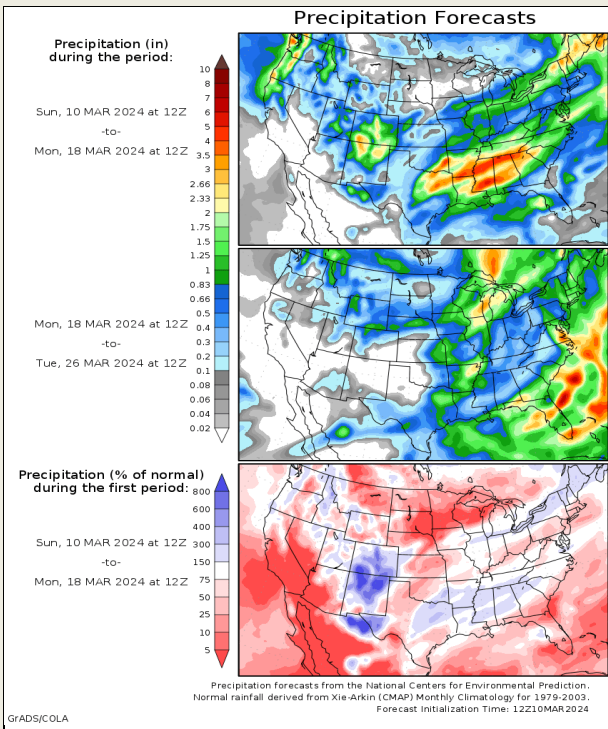 Precipitation Forecasts
Precipitation (in)
during the period:
Sun, 10 MAR 2024 at 12Z
-to-
Mon, 18 MAR 2024 at 12Z
10
8
7
6
5
4
3.5
3
2.66
2.33
2
1.75
1.5
1.25
1
0.83
0.66
0.5
0.4
0.3
0.2
0.1
0.08
0.06
0.04
0.02
Mon, 18 MAR 2024 at 12Z
-to-
Tue, 26 MAR 2024 at 12Z
Precipitation (% of normal)
during the first period:
Sun, 10 MAR 2024 at 12Z
-to-
Mon, 18 MAR 2024 at 12Z
800
600
400
300
150
75
50
25
10
5
Precipitation forecasts from the National Centers for Environmental Prediction.
Normal rainfall derived from Xie-Arkin (CMAP) Monthly Climatology for 1979-2003.
Forecast Initialization Time: 12Z10MAR2024
GrADS/COLA